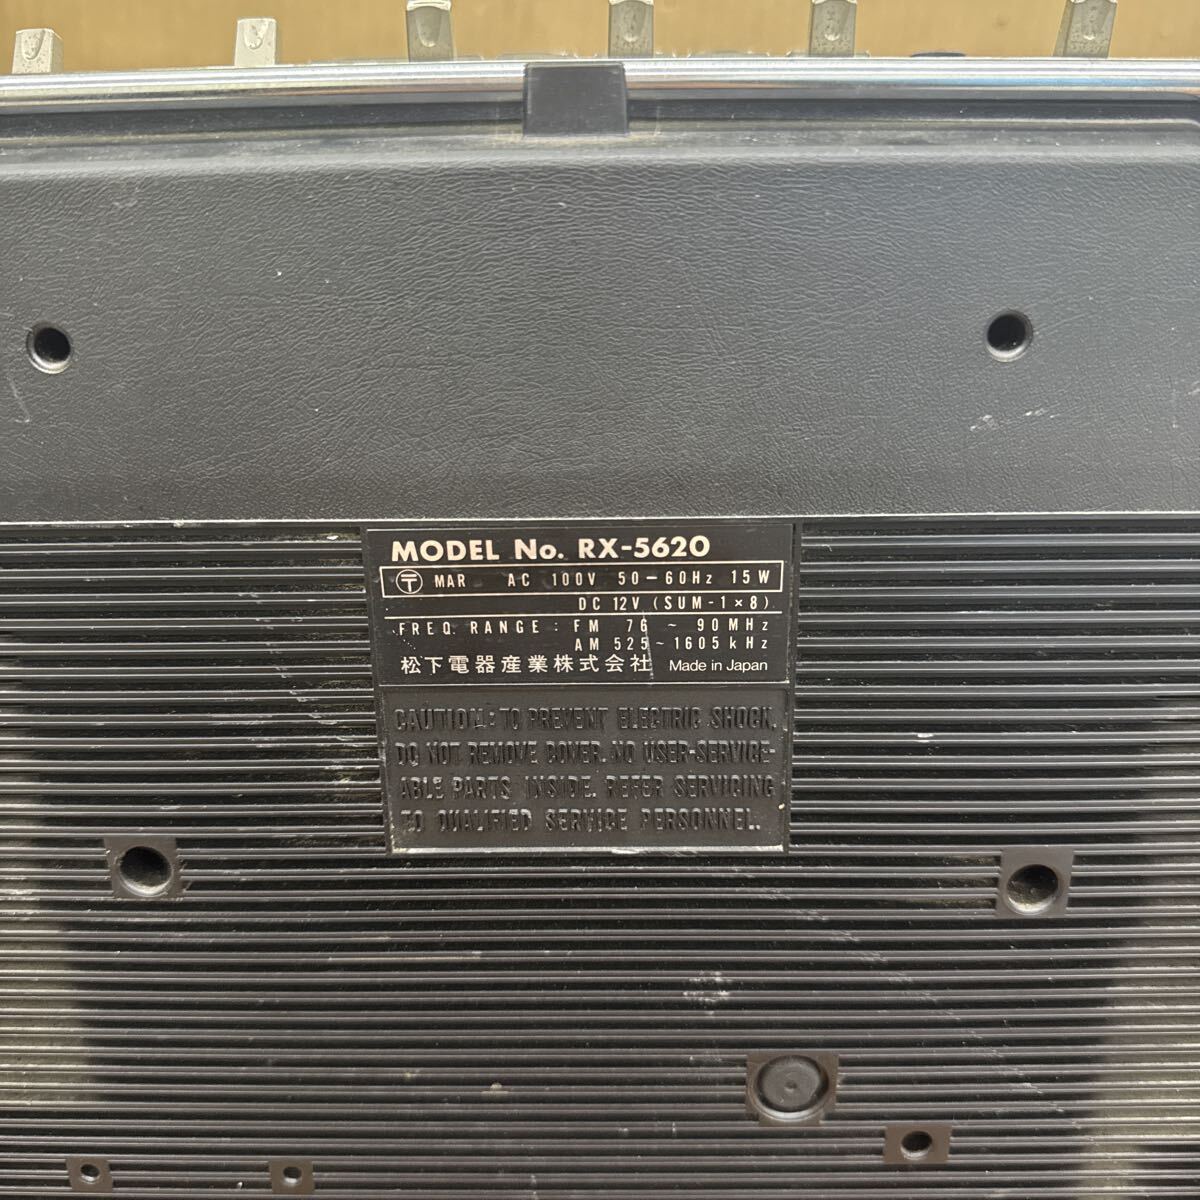 MODEL No. RX-5620
〒 MAR AC 100V 50-60Hz 15W
DC 12V (SUM-1×8)
FREQ. RANGE: FM 76 ~ 90MHz
AM 525~1605kHz
松下電器産業株式会社 Made in Japan
CAUTION: TO PREVENT ELECTRIC SHOCK,
DO NOT REMOVE COVER. NO USER-SERVICE-
ABLE PARTS INSIDE. REFER SERVICING
TO QUALIFIED SERVICE PERSONNEL.